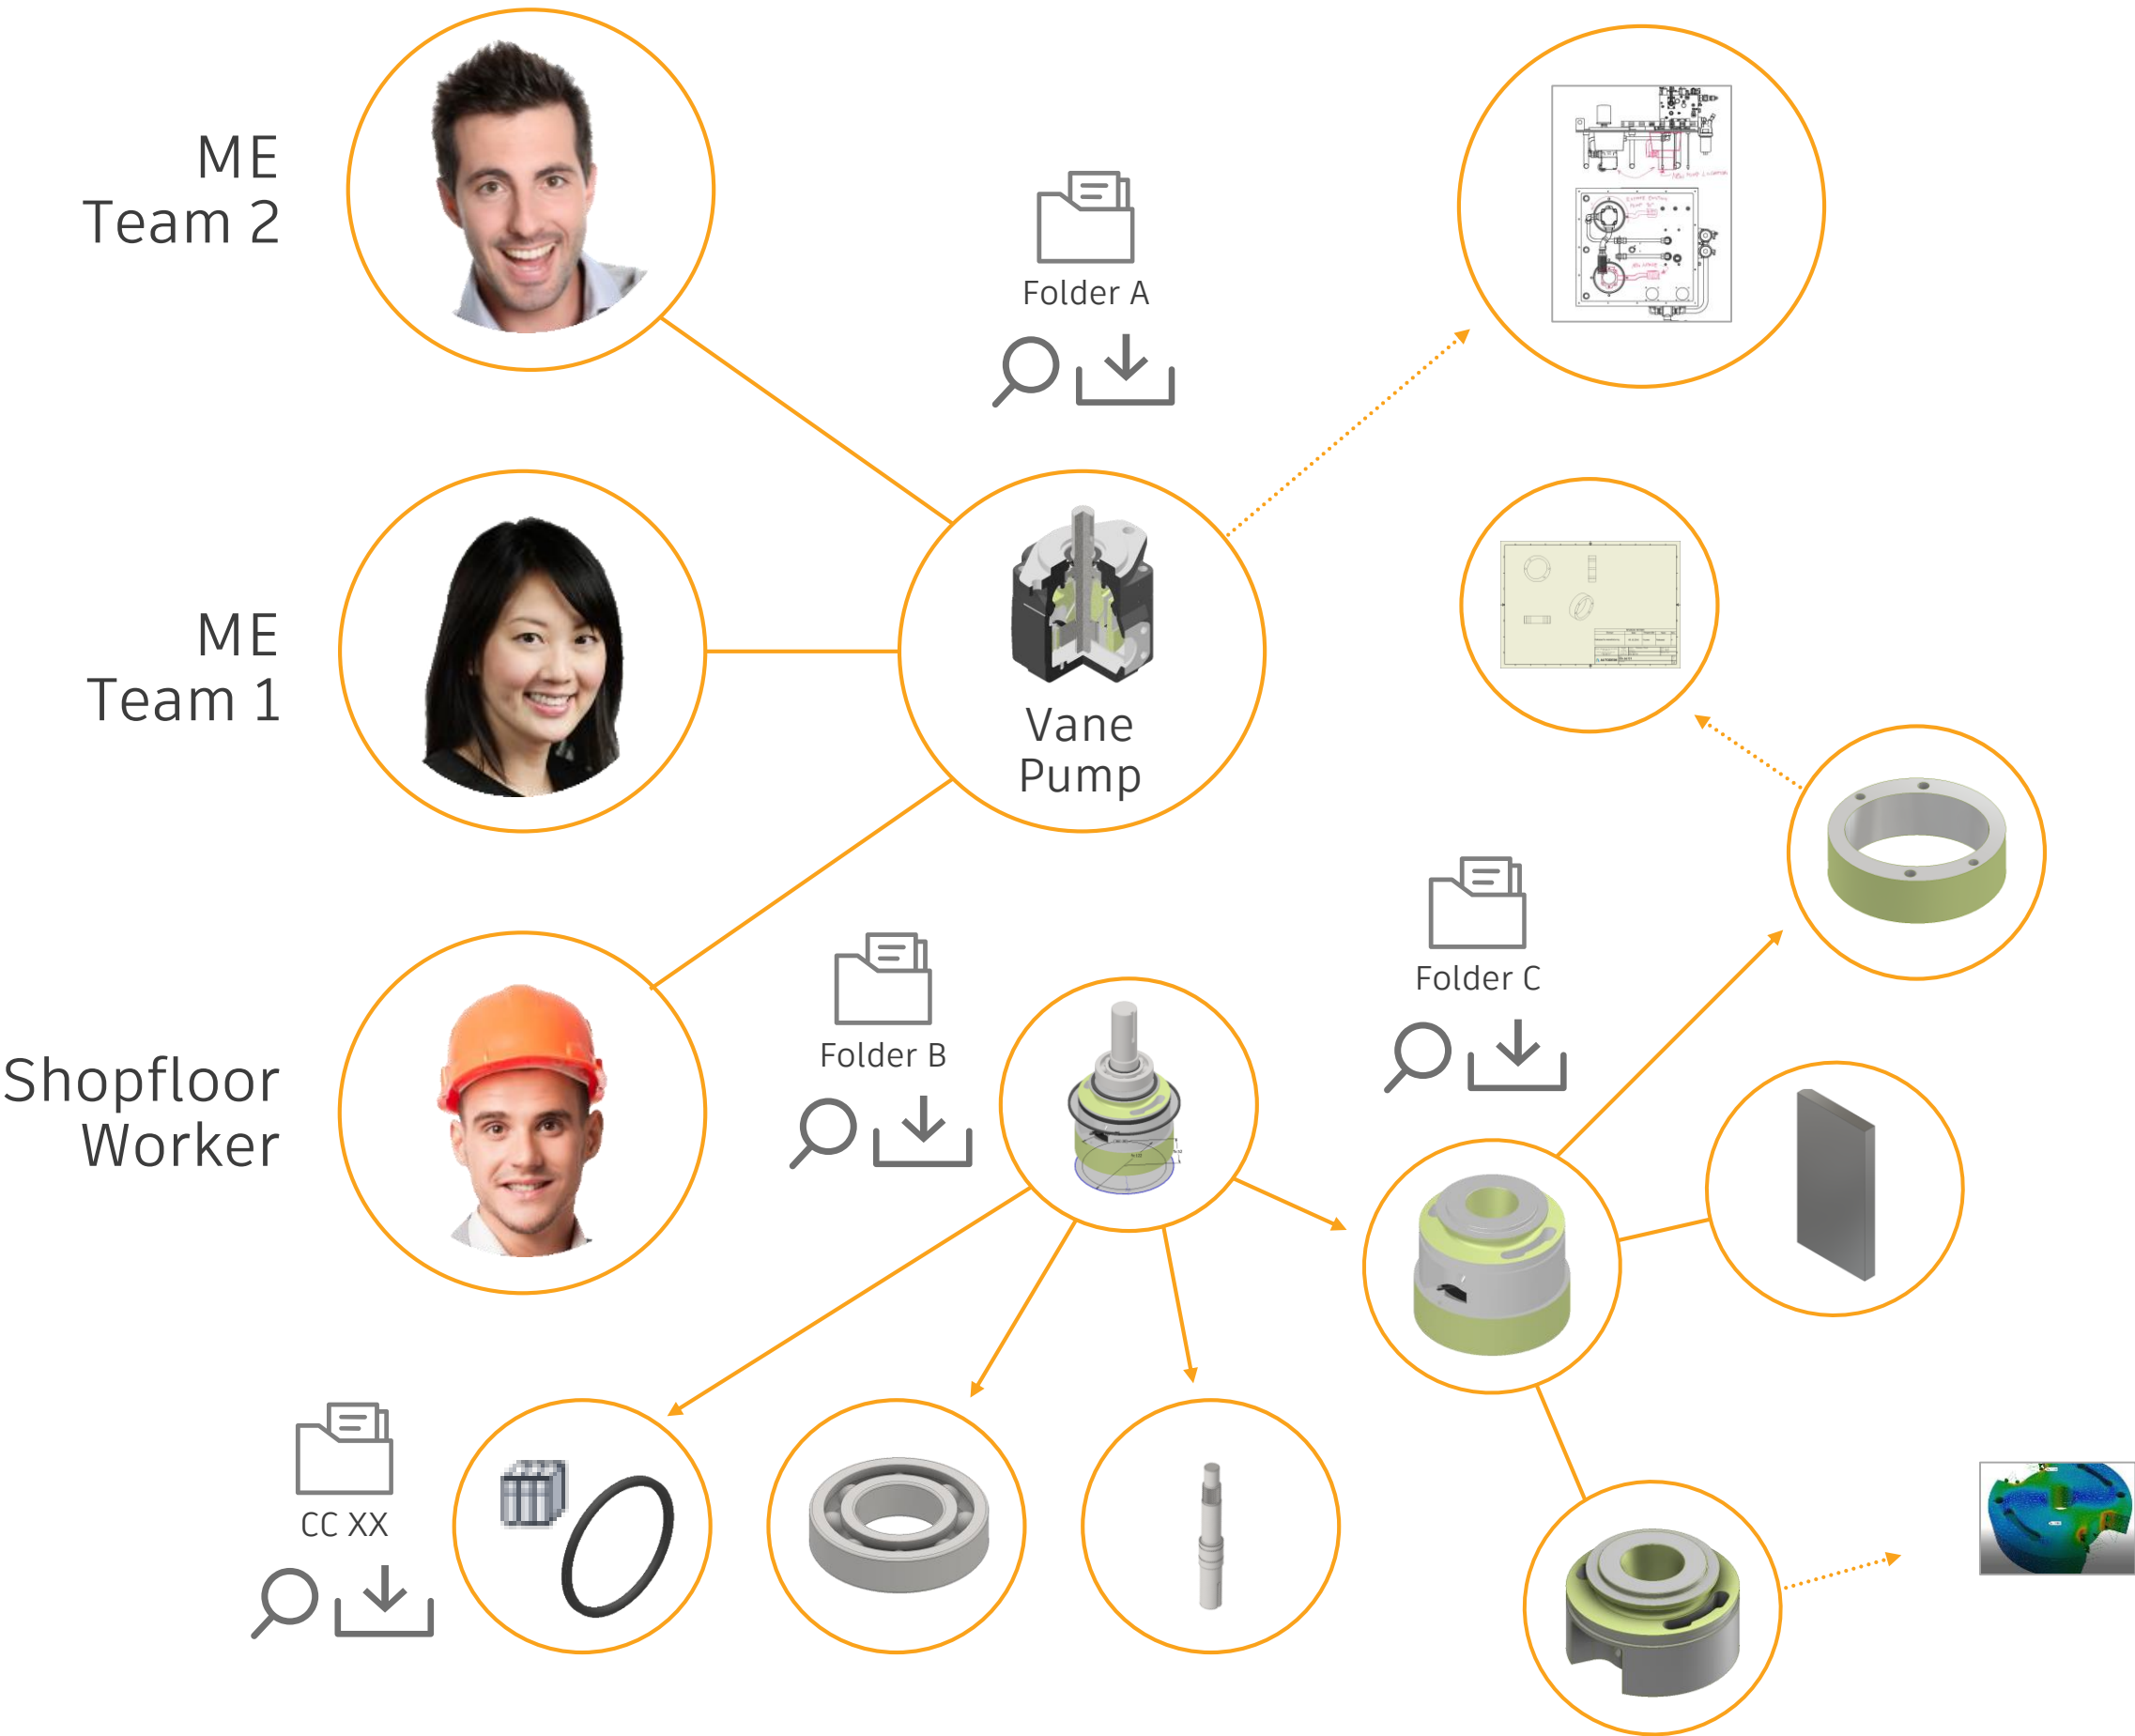 ME
Team 2
Folder A
ME
Team 1
Vane
Pump
Folder C
Folder B
Shopfloor
Worker
CC XX